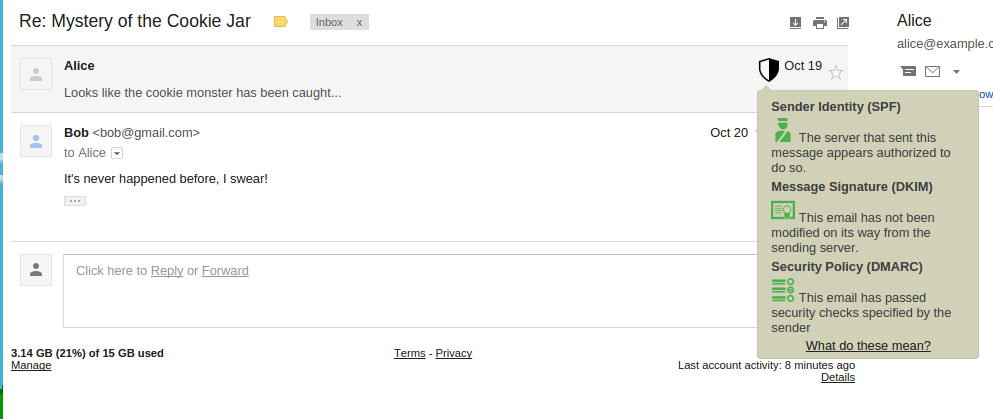 Re: Mystery of the Cookie Jar
Inbox x
Alice
alice@example.c
Alice
Oct 19
Looks like the cookie monster has been caught...
Sender Identity (SPF)
The server that sent this
message appears authorized to
do so.
Message Signature (DKIM)
This email has not been
modified on its way from the
sending server.
Security Policy (DMARC)
This email has passed
security checks specified by the
sender
What do these mean?
Bob <bob@gmail.com>
Oct 20
to Alice
It's never happened before, I swear!
Click here to Reply or Forward
3.14 GB (21%) of 15 GB used
Manage
Terms - Privacy
Last account activity: 8 minutes ago
Details